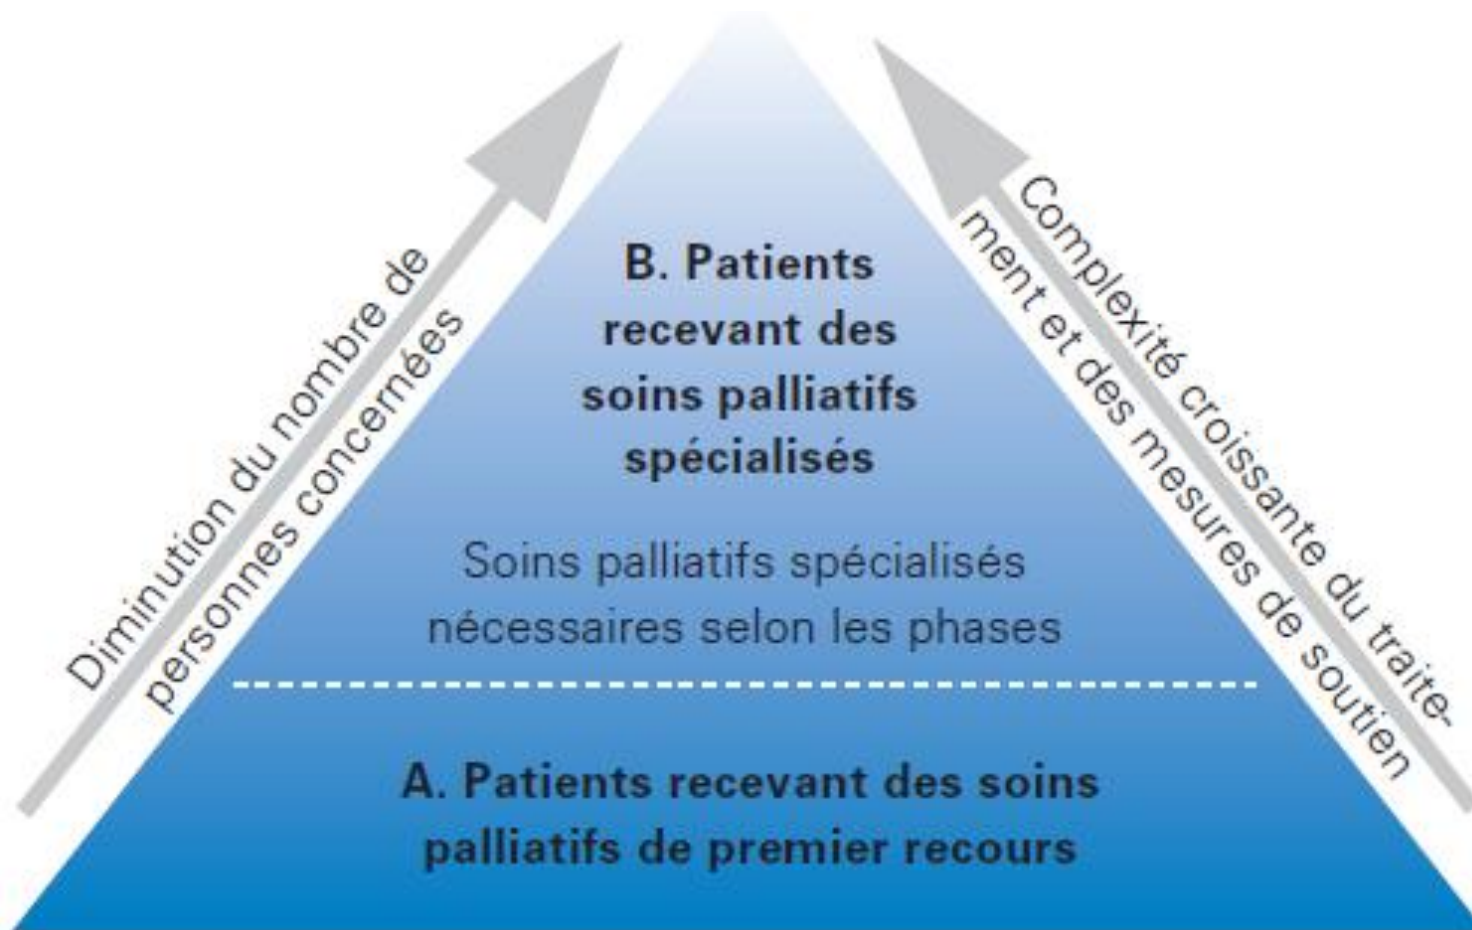 Diminution du nombre de
personnes concernées
Complexité croissante du traite-
ment et des mesures de soutien
B. Patients
recevant des
soins palliatifs
spécialisés
Soins palliatifs spécialisés
nécessaires selon les phases
A. Patients recevant des soins
palliatifs de premier recours